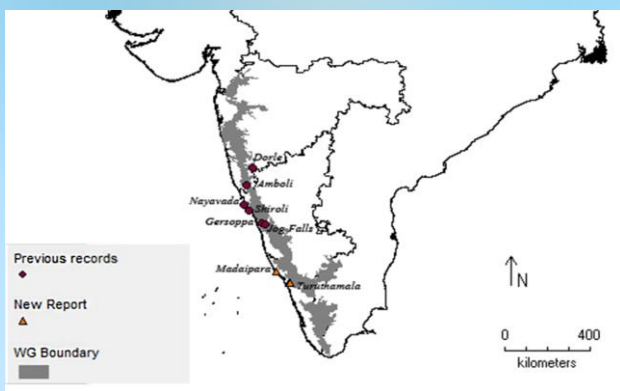 Dorle
Amboli
Nayavada
Shiroli
Gersoppa
Jog Falls
Previous records
Madaipara
New Report
Turuthamala
WG Boundary
N
0 400
kilometers